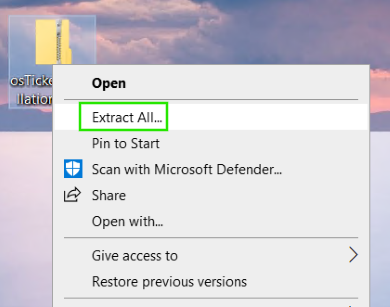 osTicke
llation
Open
Extract All...
Pin to Start
Scan with Microsoft Defender...
Share
Open with...
Give access to
Restore previous versions